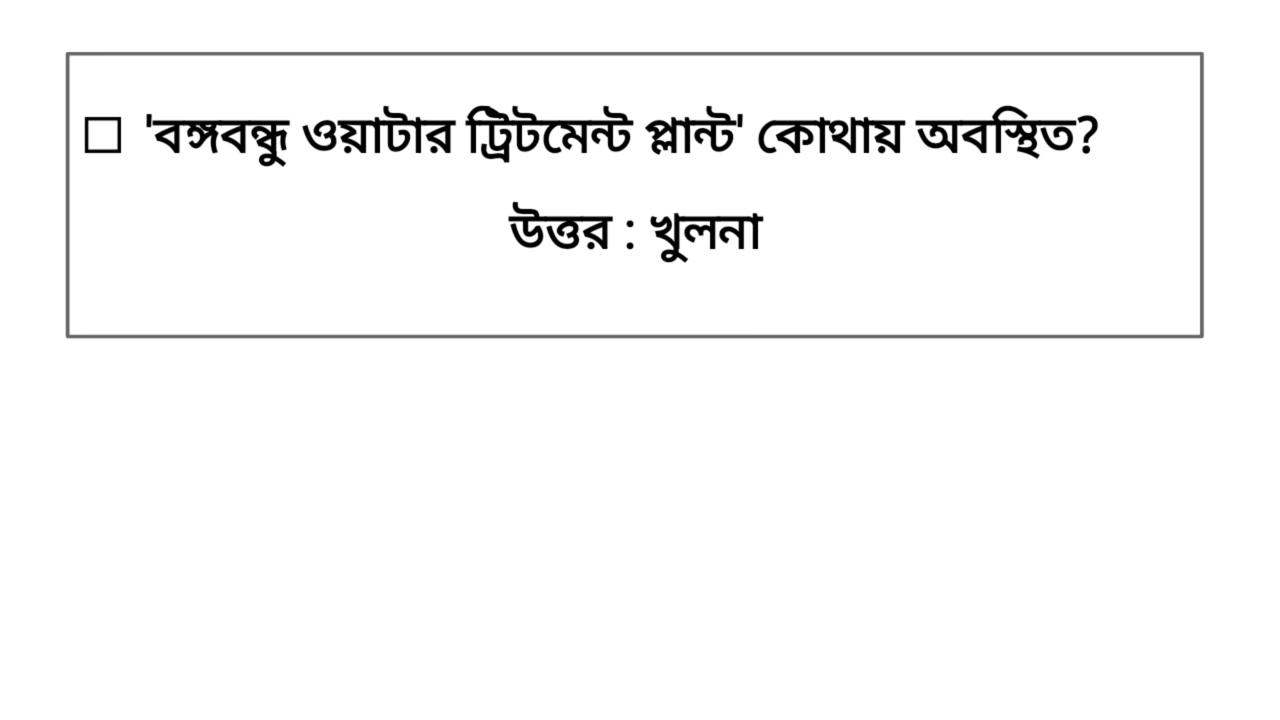 ☐ 'বঙ্গবন্ধু ওয়াটার ট্রিটমেন্ট প্লান্ট' কোথায় অবস্থিত?
উত্তর : খুলনা